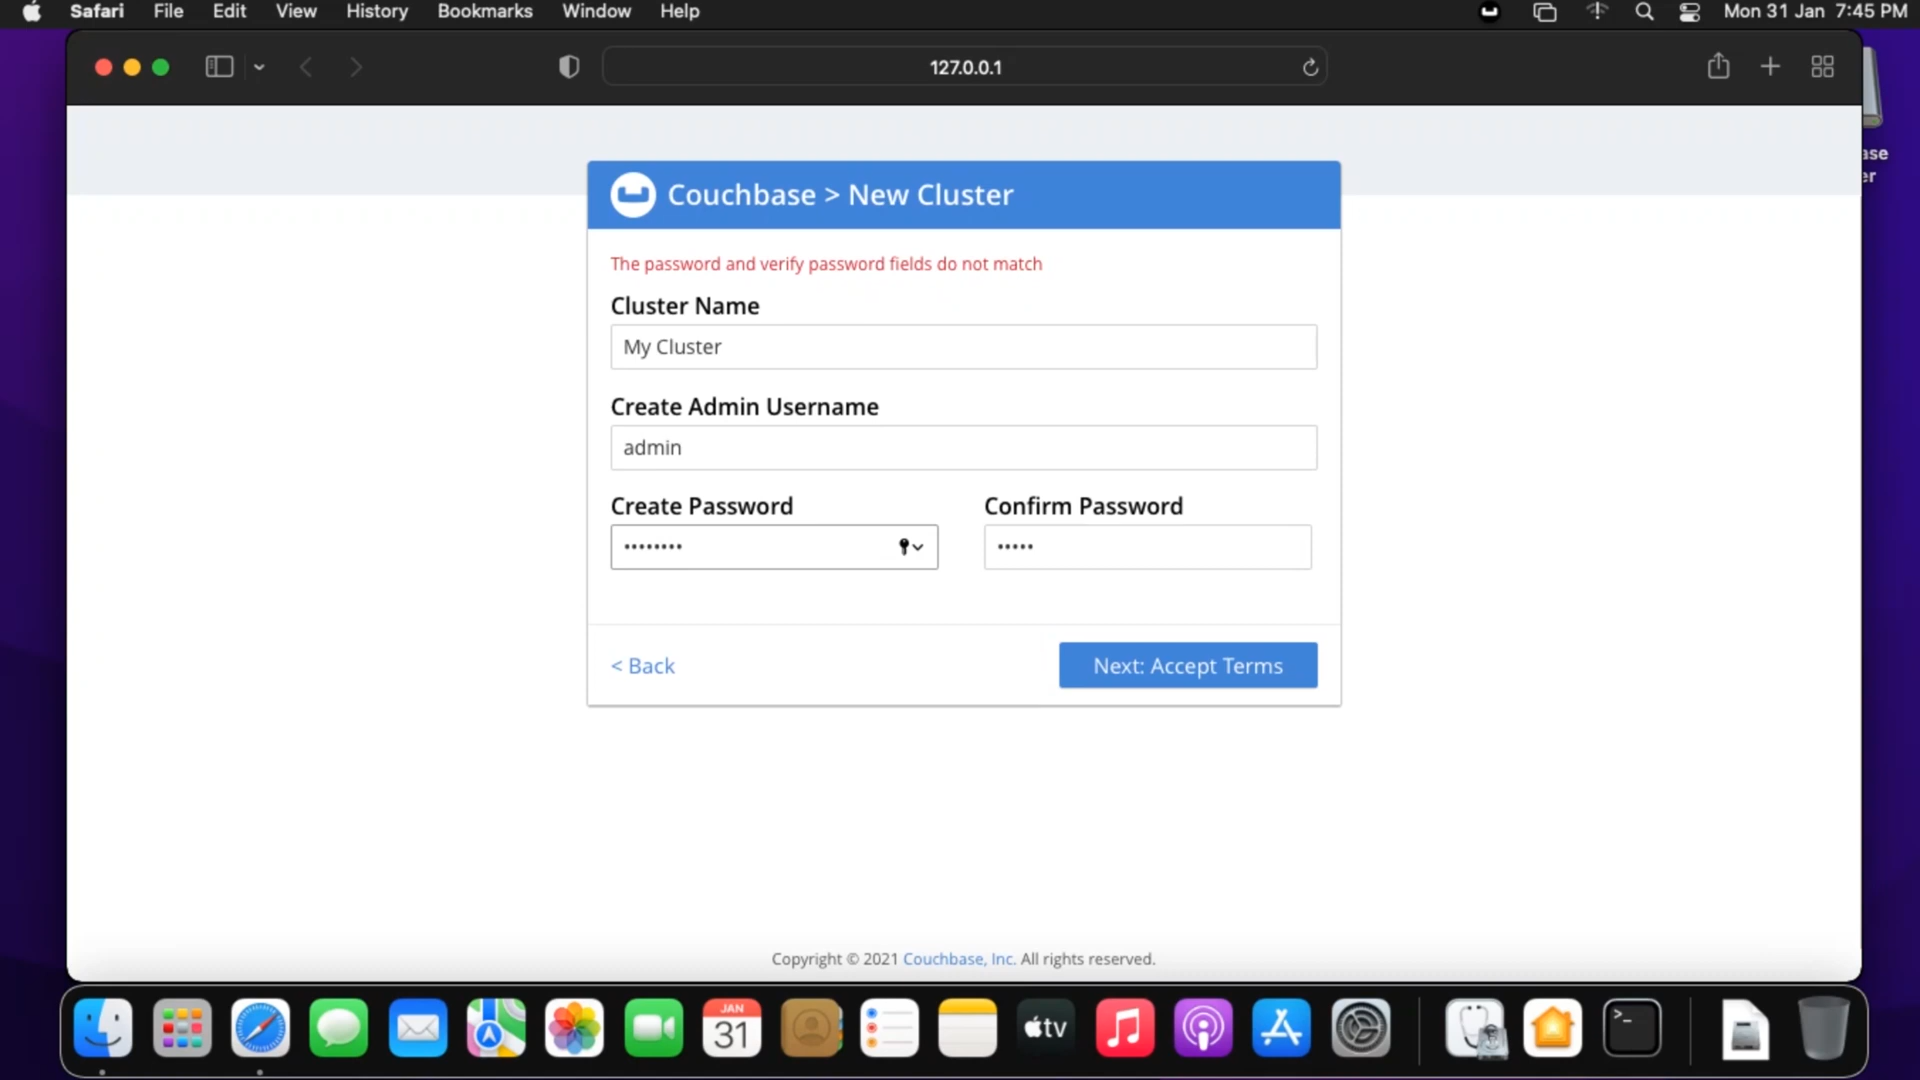 Safari File Edit View History Bookmarks Window Help Mon 31 Jan 7:45 PM
127.0.0.1
ase
er
Couchbase > New Cluster
The password and verify password fields do not match
Cluster Name
My Cluster
Create Admin Username
admin
Create Password Confirm Password
•••••••• •••••
< Back Next: Accept Terms
Copyright © 2021 Couchbase, Inc. All rights reserved.
JAN
31
tv
>_